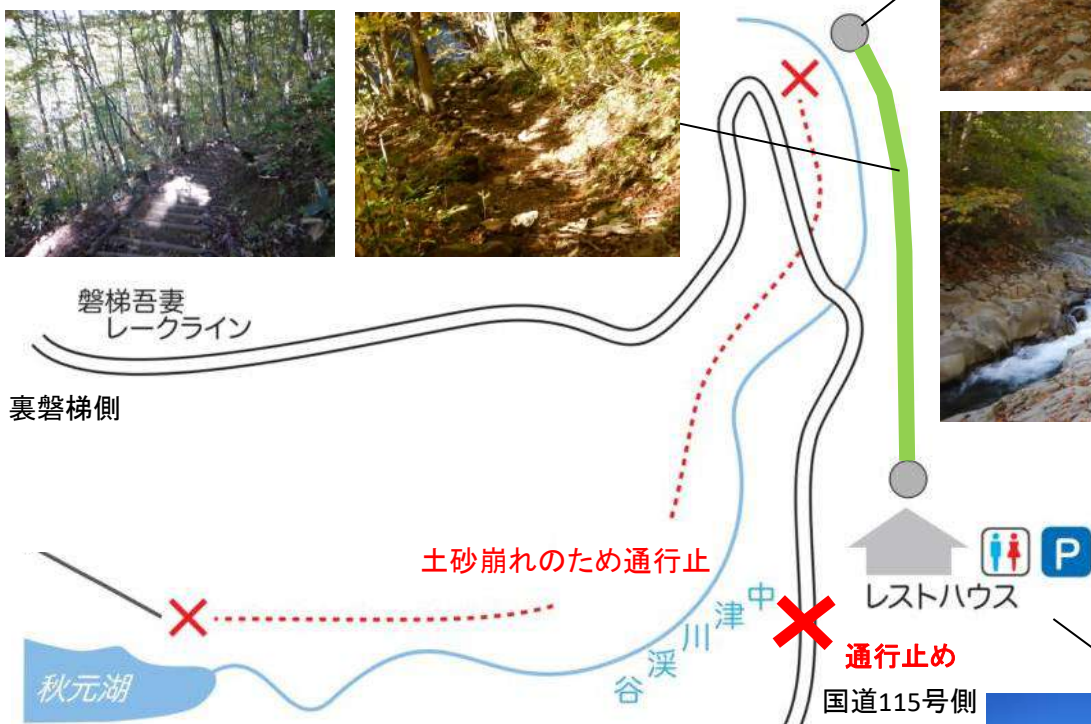 磐梯吾妻
レークライン
裏磐梯側
土砂崩れのため通行止
中津川渓谷
P
レストハウス
通行止め
国道115号側
秋元湖